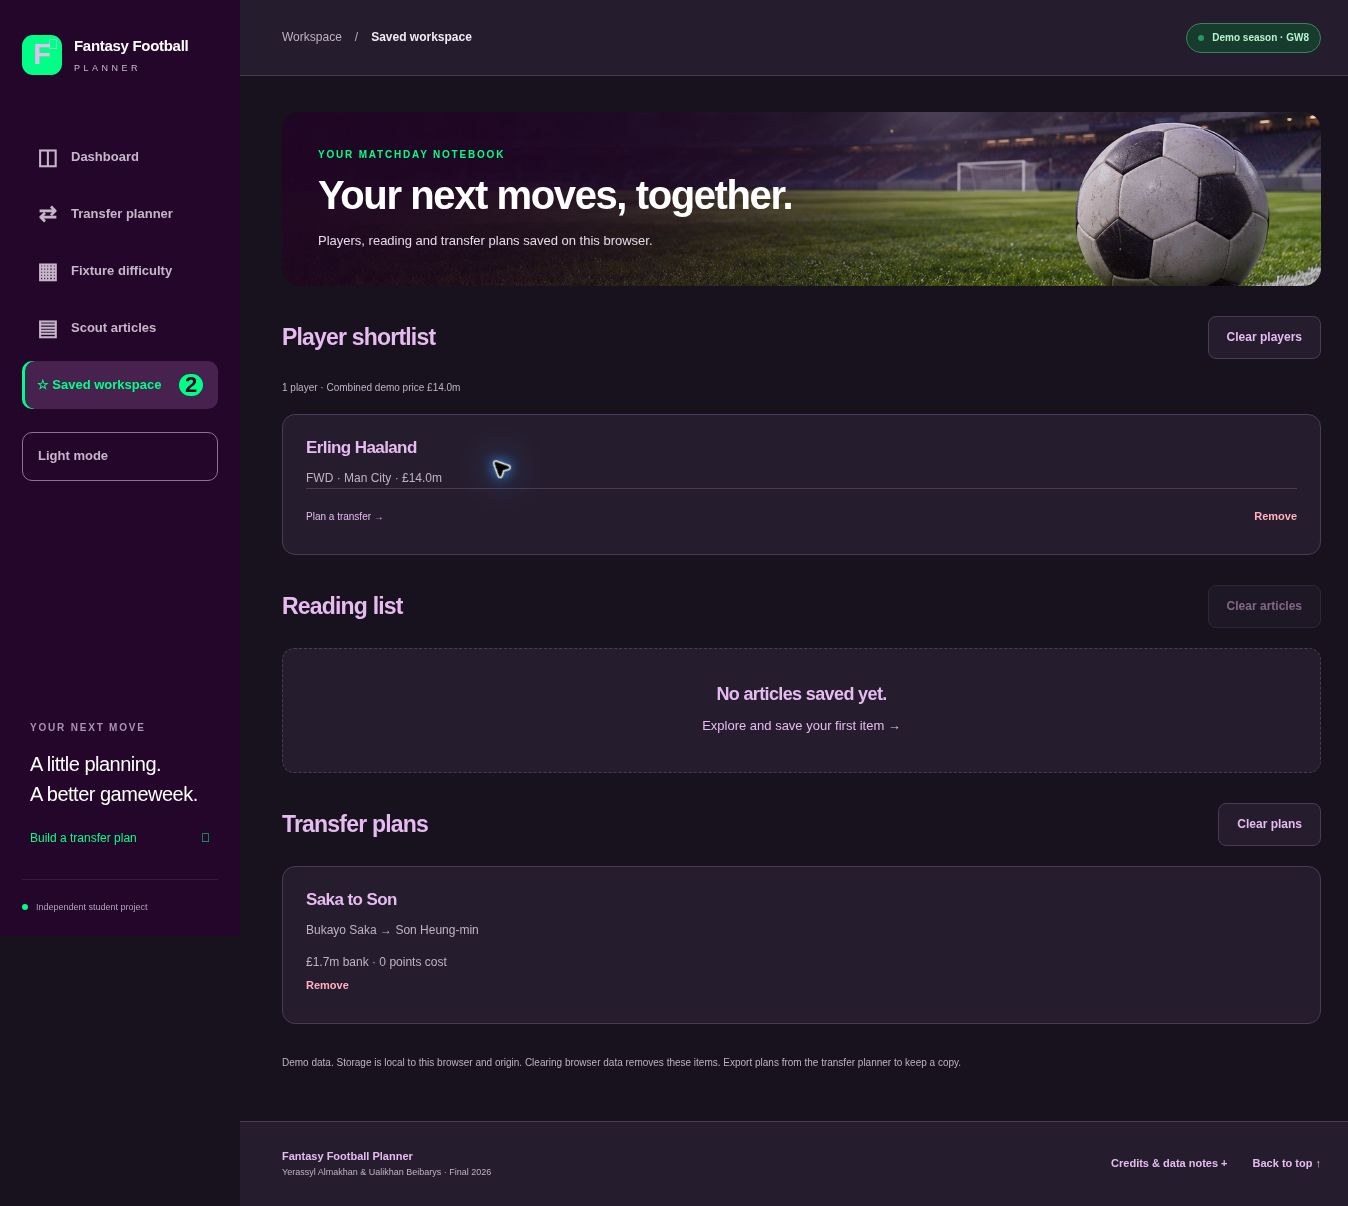 Fantasy Football
PLANNER
Dashboard
Transfer planner
Fixture difficulty
Scout articles
☆ Saved workspace 2
Light mode
YOUR NEXT MOVE
A little planning.
A better gameweek.
Build a transfer plan
Independent student project
Workspace / Saved workspace
Demo season · GW8
YOUR MATCHDAY NOTEBOOK
Your next moves, together.
Players, reading and transfer plans saved on this browser.
Player shortlist
Clear players
1 player · Combined demo price £14.0m
Erling Haaland
FWD · Man City · £14.0m
Plan a transfer →
Remove
Reading list
Clear articles
No articles saved yet.
Explore and save your first item →
Transfer plans
Clear plans
Saka to Son
Bukayo Saka → Son Heung-min
£1.7m bank · 0 points cost
Remove
Demo data. Storage is local to this browser and origin. Clearing browser data removes these items. Export plans from the transfer planner to keep a copy.
Fantasy Football Planner
Yerassyl Almakhan & Ualikhan Beibarys · Final 2026
Credits & data notes +
Back to top ↑